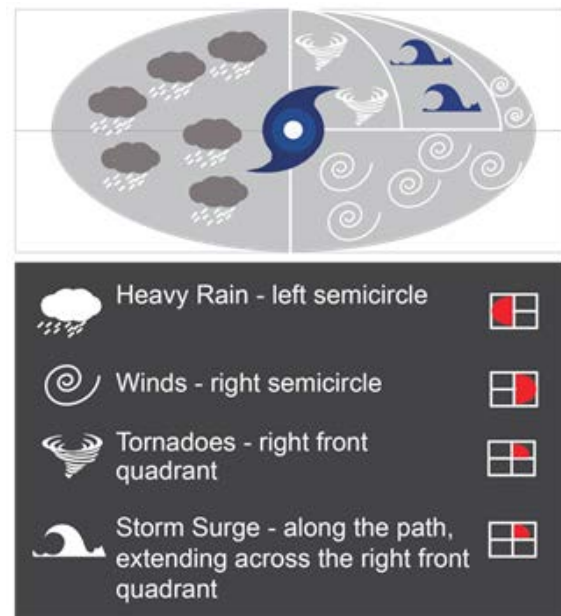 Heavy Rain - left semicircle
Winds - right semicircle
Tornadoes - right front
quadrant
Storm Surge - along the path,
extending across the right front
quadrant